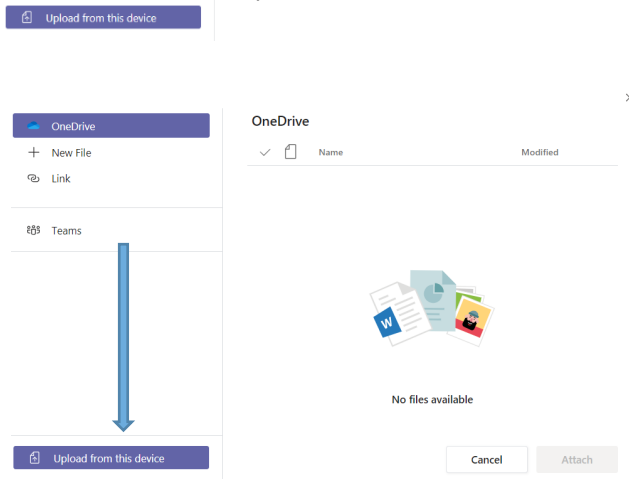 Upload from this device
OneDrive
OneDrive
New File
Name
Modified
Link
Teams
W
No files available
Upload from this device
Cancel
Attach